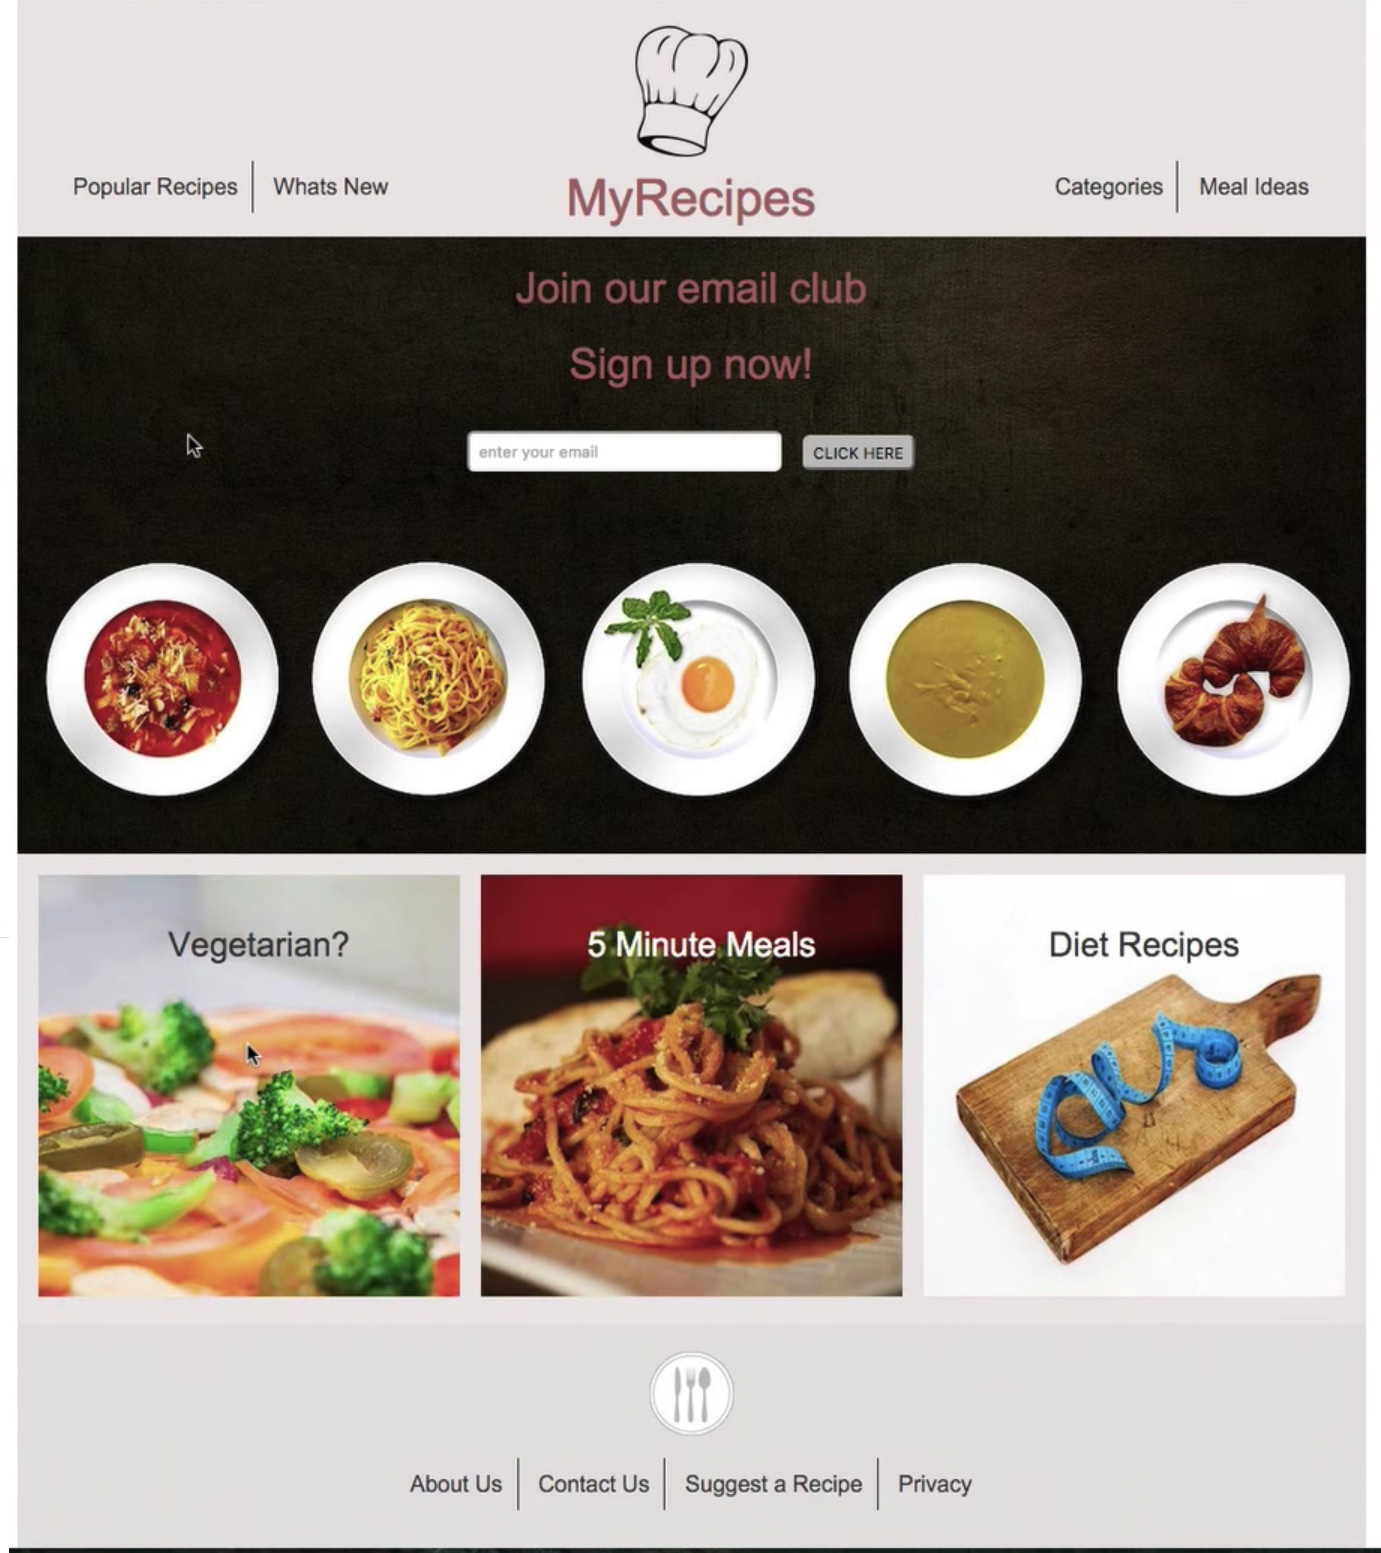 Popular Recipes
Whats New
MyRecipes
Categories
Meal Ideas
Join our email club
Sign up now!
enter your email
CLICK HERE
Vegetarian?
5 Minute Meals
Diet Recipes
About Us
Contact Us
Suggest a Recipe
Privacy